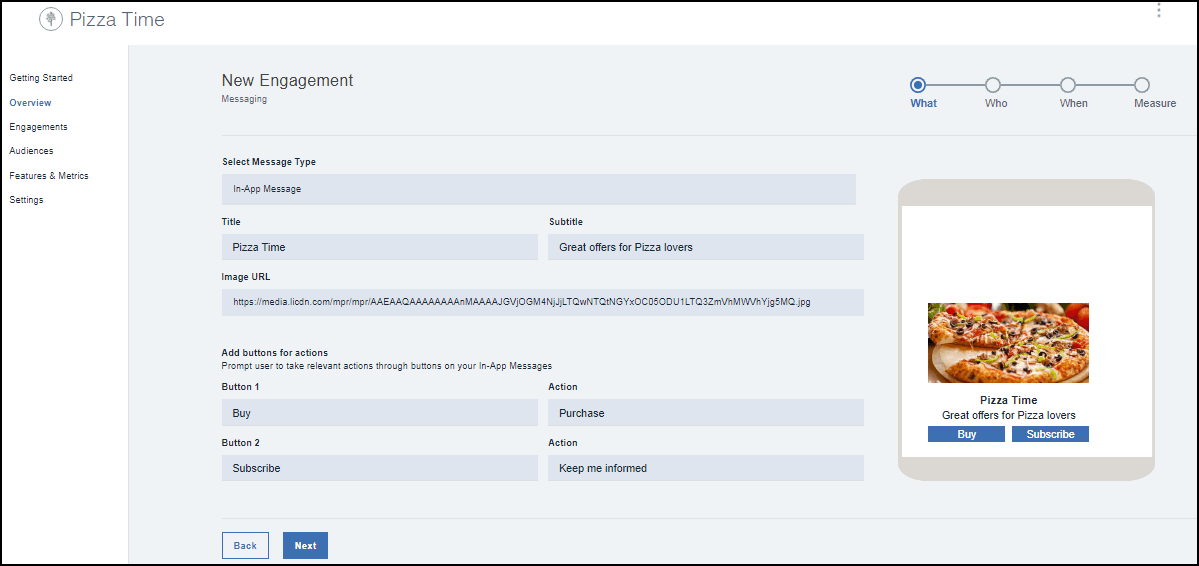 Pizza Time
Getting Started
Overview
Engagements
Audiences
Features & Metrics
Settings
New Engagement
Messaging
What Who When Measure
Select Message Type
In-App Message
Title Subtitle
Pizza Time Great offers for Pizza lovers
Image URL
https://media.licdn.com/mpr/mpr/AAEAAQAAAAAAAAnMAAAAJGVjOGM4NjJjLTQwNTQtNGYxOC05ODU1LTQ3ZmVhMWVhYjg5MQ.jpg
Add buttons for actions
Prompt user to take relevant actions through buttons on your In-App Messages
Button 1 Action
Buy Purchase
Button 2 Action
Subscribe Keep me informed
Back Next
Pizza Time
Great offers for Pizza lovers
Buy Subscribe